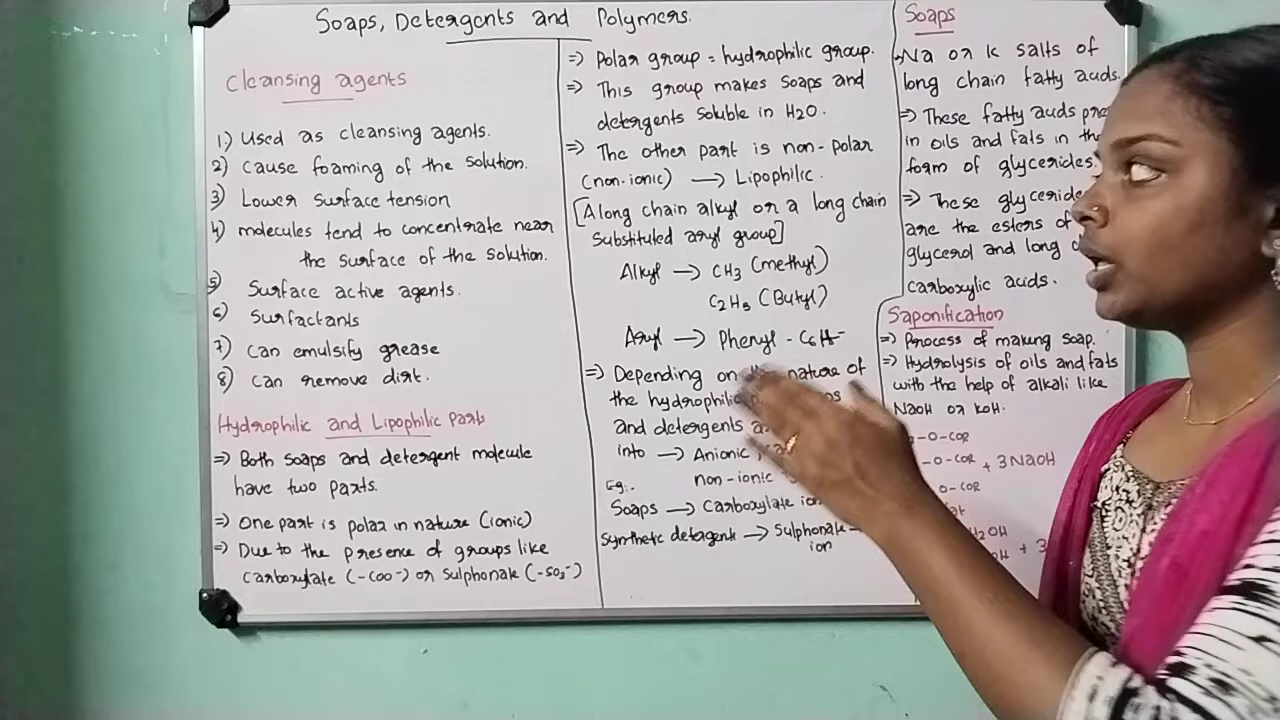 Soaps, Detergents and Polymers.
Cleansing agents
1) Used as cleansing agents.
2) Cause foaming of the solution.
3) Lower surface tension
4) molecules tend to concentrate near
the surface of the solution.
5) Surface active agents.
6) Surfactants
7) Can emulsify grease
8) Can remove dirt.
Hydrophilic and Lipophilic Parts
=> Both soaps and detergent molecule
have two parts.
=> One part is polar in nature (ionic)
=> Due to the presence of groups like
carboxylate (-COO⁻) or Sulphonate (-SO₃⁻)
=> Polar group = hydrophilic group.
=> This group makes soaps and
detergents soluble in H2O.
=> The other part is non-polar
(non-ionic) → Lipophilic.
[A long chain alkyl or a long chain
substituted aryl group]
Alkyl → CH3 (methyl)
C2H5 (Butyl)
Aryl → Phenyl - C6H-
=> Depending on nature of
the hydrophilic
and detergents
into → Anionic
non-ionic
Eg:.
Soaps → Carboxylate
Synthetic detagent → Sulphonate
ion
Soaps
Na or K salts of
long chain fatty acids.
=> These fatty acids
in oils and fats in
form of glycerides.
=> These
are the esters of
glycerol and long
carboxylic acids.
Saponification
=> Process of making soap.
=> Hydrolysis of oils and fats
with the help of alkali like
NaOH or KOH.
-O-COR
-O-COR + 3NaOH
O-COR
OH
+ 3